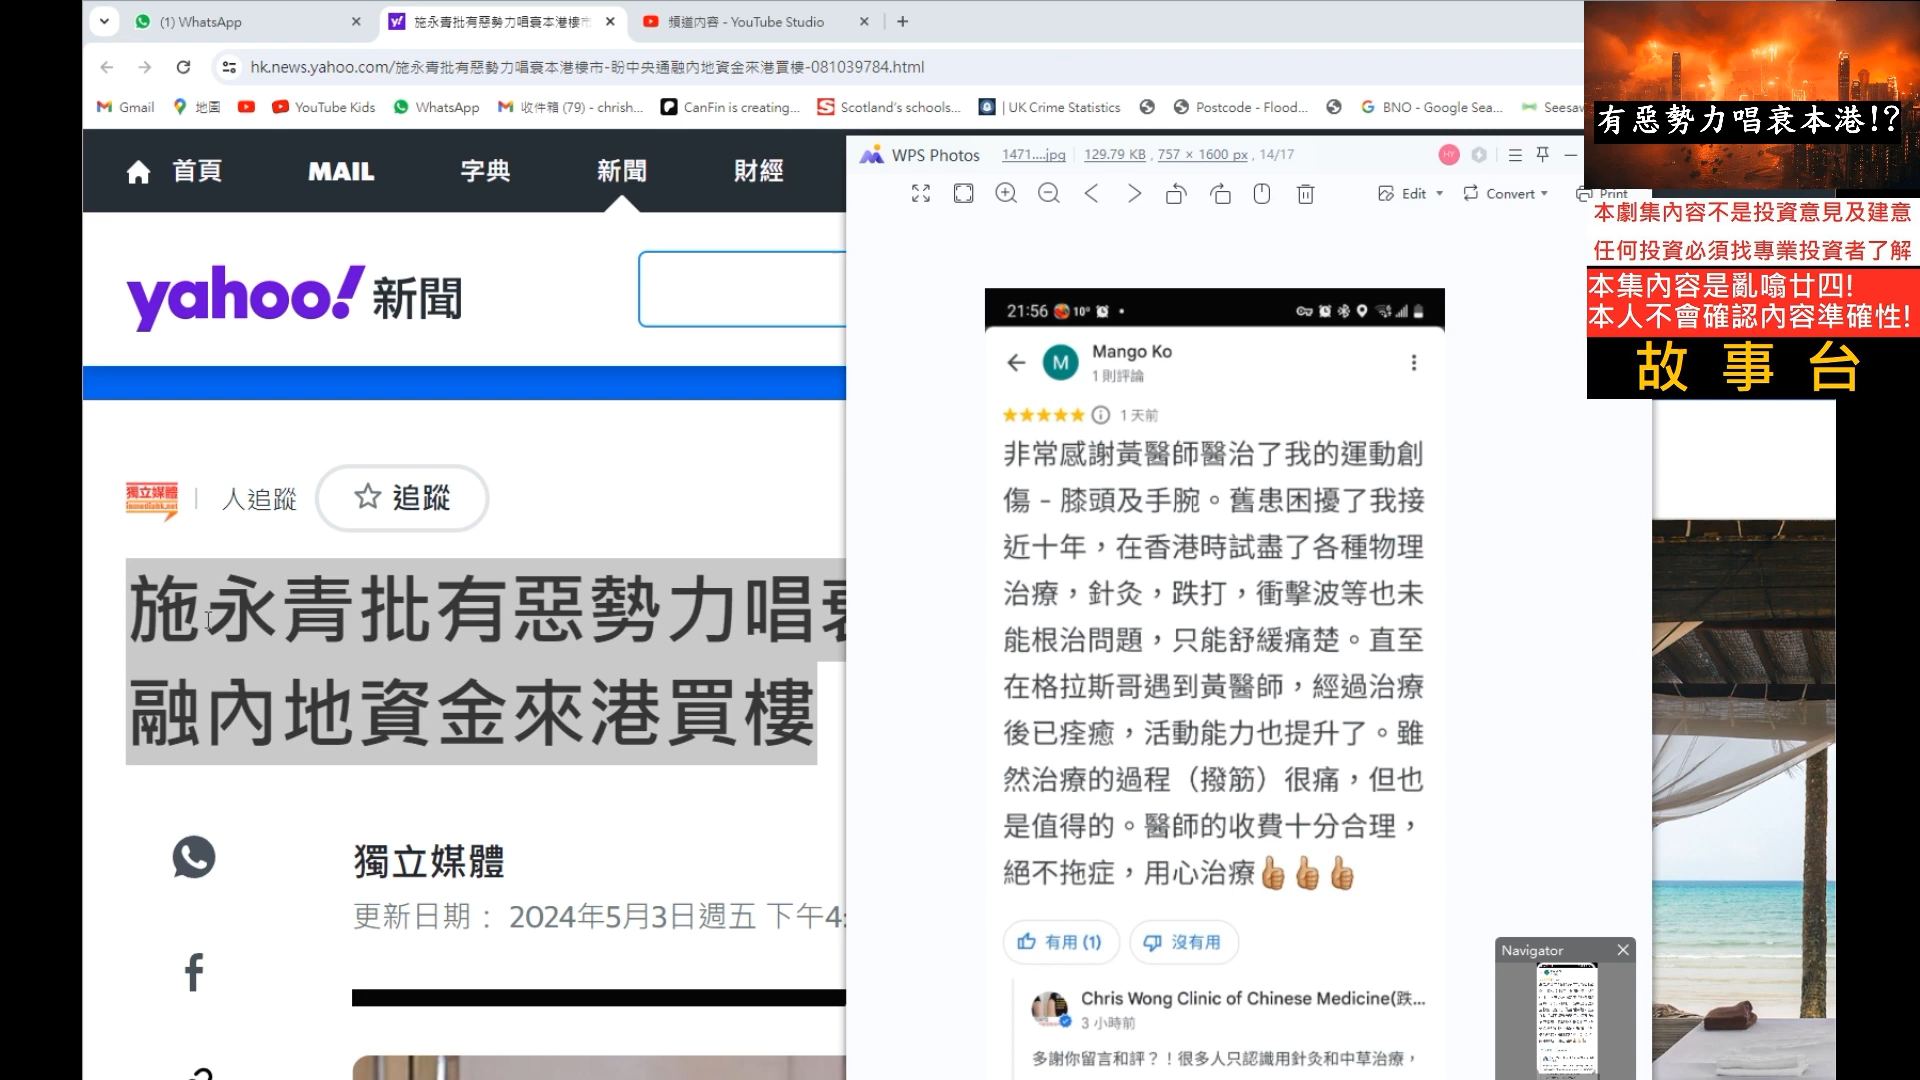 (1) WhatsApp
施永青批有惡勢力唱衰本港樓市
頻道內容 - YouTube Studio
hk.news.yahoo.com/施永青批有惡勢力唱衰本港樓市-盼中央通融內地資金來港買樓-081039784.html
Gmail
地圖
YouTube Kids
WhatsApp
收件箱 (79) - chrish...
CanFin is creating...
Scotland's schools...
| UK Crime Statistics
Postcode - Flood...
BNO - Google Sea...
Seesaw
有惡勢力唱衰本港!?
首頁
MAIL
字典
新聞
財經
WPS Photos
1471....jpg
129.79 KB , 757 × 1600 px , 14/17
HY
Edit
Convert
Print
本劇集內容不是投資意見及建意
任何投資必須找專業投資者了解
本集內容是亂噏廿四!
本人不會確認內容準確性!
故 事 台
yahoo! 新聞
獨立媒體
inmediahk.net
人追蹤
追蹤
施永青批有惡勢力唱衰
融內地資金來港買樓
獨立媒體
更新日期： 2024年5月3日週五 下午4:
21:56
10°
M
Mango Ko
1 則評論
1 天前
非常感謝黃醫師醫治了我的運動創
傷 - 膝頭及手腕。舊患困擾了我接
近十年，在香港時試盡了各種物理
治療，針灸，跌打，衝擊波等也未
能根治問題，只能舒緩痛楚。直至
在格拉斯哥遇到黃醫師，經過治療
後已痊癒，活動能力也提升了。雖
然治療的過程（撥筋）很痛，但也
是值得的。醫師的收費十分合理，
絕不拖症，用心治療👍👍👍
有用 (1)
沒有用
Chris Wong Clinic of Chinese Medicine(跌...
3 小時前
多謝你留言和評？！很多人只認識用針灸和中草治療，
Navigator